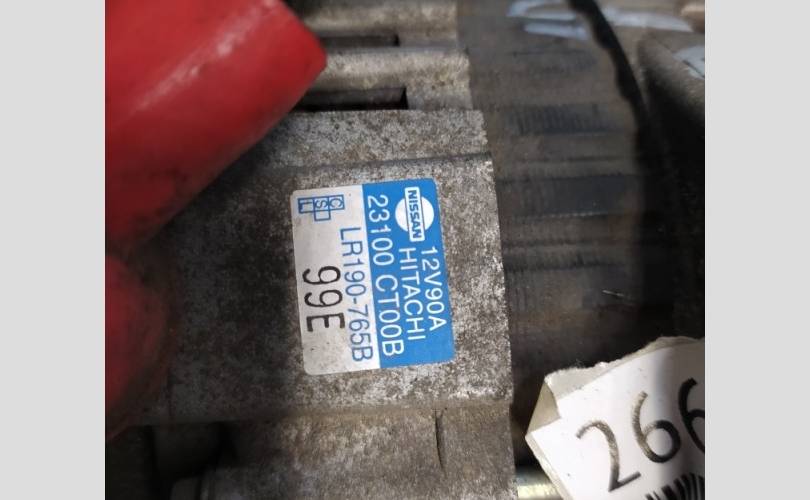 NISSAN
12V90A
HITACHI
23100 CT00B
LR190-765B
99E
C
S
L
266